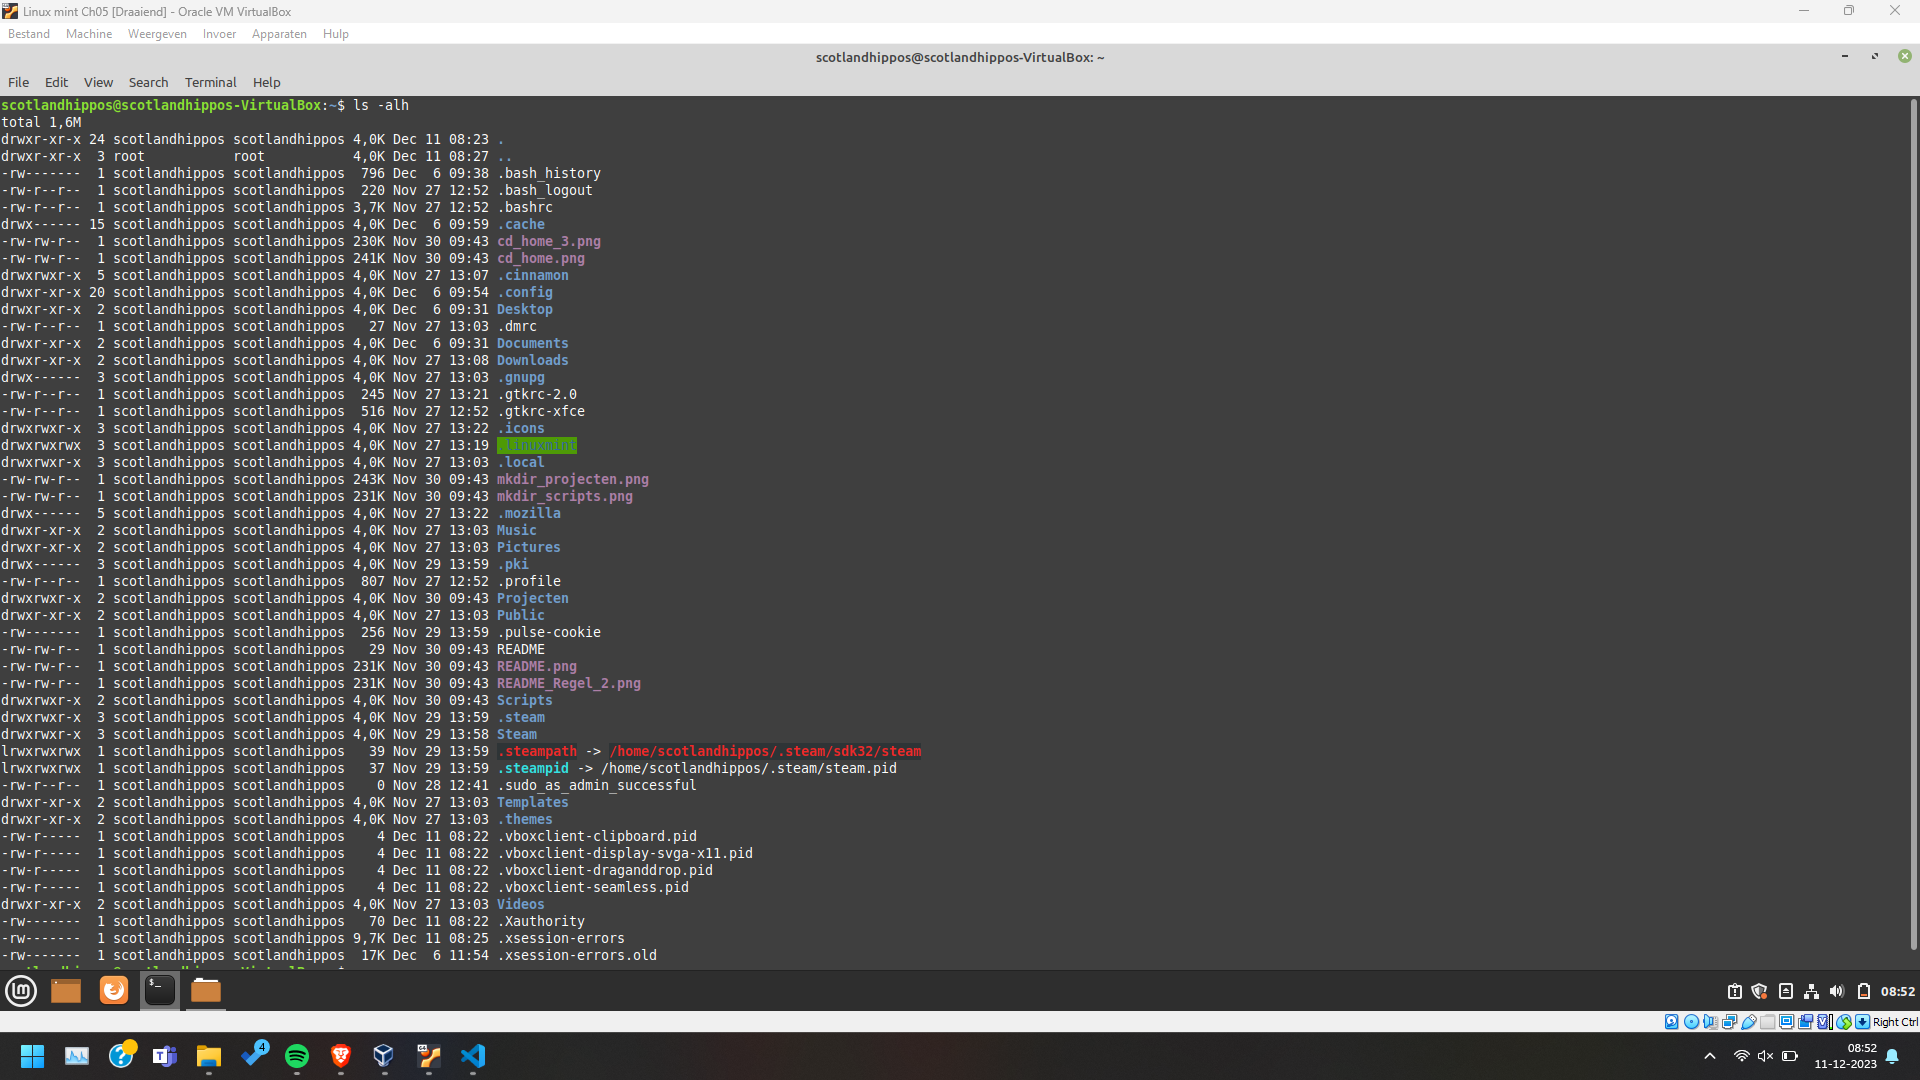 Linux mint Ch05 [Draaiend] - Oracle VM VirtualBox
Bestand Machine Weergeven Invoer Apparaten Hulp
scotlandhippos@scotlandhippos-VirtualBox: ~
File Edit View Search Terminal Help
scotlandhippos@scotlandhippos-VirtualBox:~$ ls -alh
total 1,6M
drwxr-xr-x 24 scotlandhippos scotlandhippos 4,0K Dec 11 08:23 .
drwxr-xr-x  3 root           root           4,0K Dec 11 08:27 ..
-rw-------  1 scotlandhippos scotlandhippos  796 Dec  6 09:38 .bash_history
-rw-r--r--  1 scotlandhippos scotlandhippos  220 Nov 27 12:52 .bash_logout
-rw-r--r--  1 scotlandhippos scotlandhippos 3,7K Nov 27 12:52 .bashrc
drwx------ 15 scotlandhippos scotlandhippos 4,0K Dec  6 09:59 .cache
-rw-rw-r--  1 scotlandhippos scotlandhippos 230K Nov 30 09:43 cd_home_3.png
-rw-rw-r--  1 scotlandhippos scotlandhippos 241K Nov 30 09:43 cd_home.png
drwxrwxr-x  5 scotlandhippos scotlandhippos 4,0K Nov 27 13:07 .cinnamon
drwxr-xr-x 20 scotlandhippos scotlandhippos 4,0K Dec  6 09:54 .config
drwxr-xr-x  2 scotlandhippos scotlandhippos 4,0K Dec  6 09:31 Desktop
-rw-r--r--  1 scotlandhippos scotlandhippos   27 Nov 27 13:03 .dmrc
drwxr-xr-x  2 scotlandhippos scotlandhippos 4,0K Dec  6 09:31 Documents
drwxr-xr-x  2 scotlandhippos scotlandhippos 4,0K Nov 27 13:08 Downloads
drwx------  3 scotlandhippos scotlandhippos 4,0K Nov 27 13:03 .gnupg
-rw-r--r--  1 scotlandhippos scotlandhippos  245 Nov 27 13:21 .gtkrc-2.0
-rw-r--r--  1 scotlandhippos scotlandhippos  516 Nov 27 12:52 .gtkrc-xfce
drwxrwxr-x  3 scotlandhippos scotlandhippos 4,0K Nov 27 13:22 .icons
drwxrwxrwx  3 scotlandhippos scotlandhippos 4,0K Nov 27 13:19 .linuxmint
drwxrwxr-x  3 scotlandhippos scotlandhippos 4,0K Nov 27 13:03 .local
-rw-rw-r--  1 scotlandhippos scotlandhippos 243K Nov 30 09:43 mkdir_projecten.png
-rw-rw-r--  1 scotlandhippos scotlandhippos 231K Nov 30 09:43 mkdir_scripts.png
drwx------  5 scotlandhippos scotlandhippos 4,0K Nov 27 13:22 .mozilla
drwxr-xr-x  2 scotlandhippos scotlandhippos 4,0K Nov 27 13:03 Music
drwxr-xr-x  2 scotlandhippos scotlandhippos 4,0K Nov 27 13:03 Pictures
drwx------  3 scotlandhippos scotlandhippos 4,0K Nov 29 13:59 .pki
-rw-r--r--  1 scotlandhippos scotlandhippos  807 Nov 27 12:52 .profile
drwxrwxr-x  2 scotlandhippos scotlandhippos 4,0K Nov 30 09:43 Projecten
drwxr-xr-x  2 scotlandhippos scotlandhippos 4,0K Nov 27 13:03 Public
-rw-------  1 scotlandhippos scotlandhippos  256 Nov 29 13:59 .pulse-cookie
-rw-rw-r--  1 scotlandhippos scotlandhippos   29 Nov 30 09:43 README
-rw-rw-r--  1 scotlandhippos scotlandhippos 231K Nov 30 09:43 README.png
-rw-rw-r--  1 scotlandhippos scotlandhippos 231K Nov 30 09:43 README_Regel_2.png
drwxrwxr-x  2 scotlandhippos scotlandhippos 4,0K Nov 30 09:43 Scripts
drwxrwxr-x  3 scotlandhippos scotlandhippos 4,0K Nov 29 13:59 .steam
drwxrwxr-x  3 scotlandhippos scotlandhippos 4,0K Nov 29 13:58 Steam
lrwxrwxrwx  1 scotlandhippos scotlandhippos   39 Nov 29 13:59 .steampath -> /home/scotlandhippos/.steam/sdk32/steam
lrwxrwxrwx  1 scotlandhippos scotlandhippos   37 Nov 29 13:59 .steampid -> /home/scotlandhippos/.steam/steam.pid
-rw-r--r--  1 scotlandhippos scotlandhippos    0 Nov 28 12:41 .sudo_as_admin_successful
drwxr-xr-x  2 scotlandhippos scotlandhippos 4,0K Nov 27 13:03 Templates
drwxr-xr-x  2 scotlandhippos scotlandhippos 4,0K Nov 27 13:03 .themes
-rw-r-----  1 scotlandhippos scotlandhippos    4 Dec 11 08:22 .vboxclient-clipboard.pid
-rw-r-----  1 scotlandhippos scotlandhippos    4 Dec 11 08:22 .vboxclient-display-svga-x11.pid
-rw-r-----  1 scotlandhippos scotlandhippos    4 Dec 11 08:22 .vboxclient-draganddrop.pid
-rw-r-----  1 scotlandhippos scotlandhippos    4 Dec 11 08:22 .vboxclient-seamless.pid
drwxr-xr-x  2 scotlandhippos scotlandhippos 4,0K Nov 27 13:03 Videos
-rw-------  1 scotlandhippos scotlandhippos   70 Dec 11 08:22 .Xauthority
-rw-------  1 scotlandhippos scotlandhippos 9,7K Dec 11 08:25 .xsession-errors
-rw-------  1 scotlandhippos scotlandhippos  17K Dec  6 11:54 .xsession-errors.old
08:52
Right Ctrl
4
08:52
11-12-2023